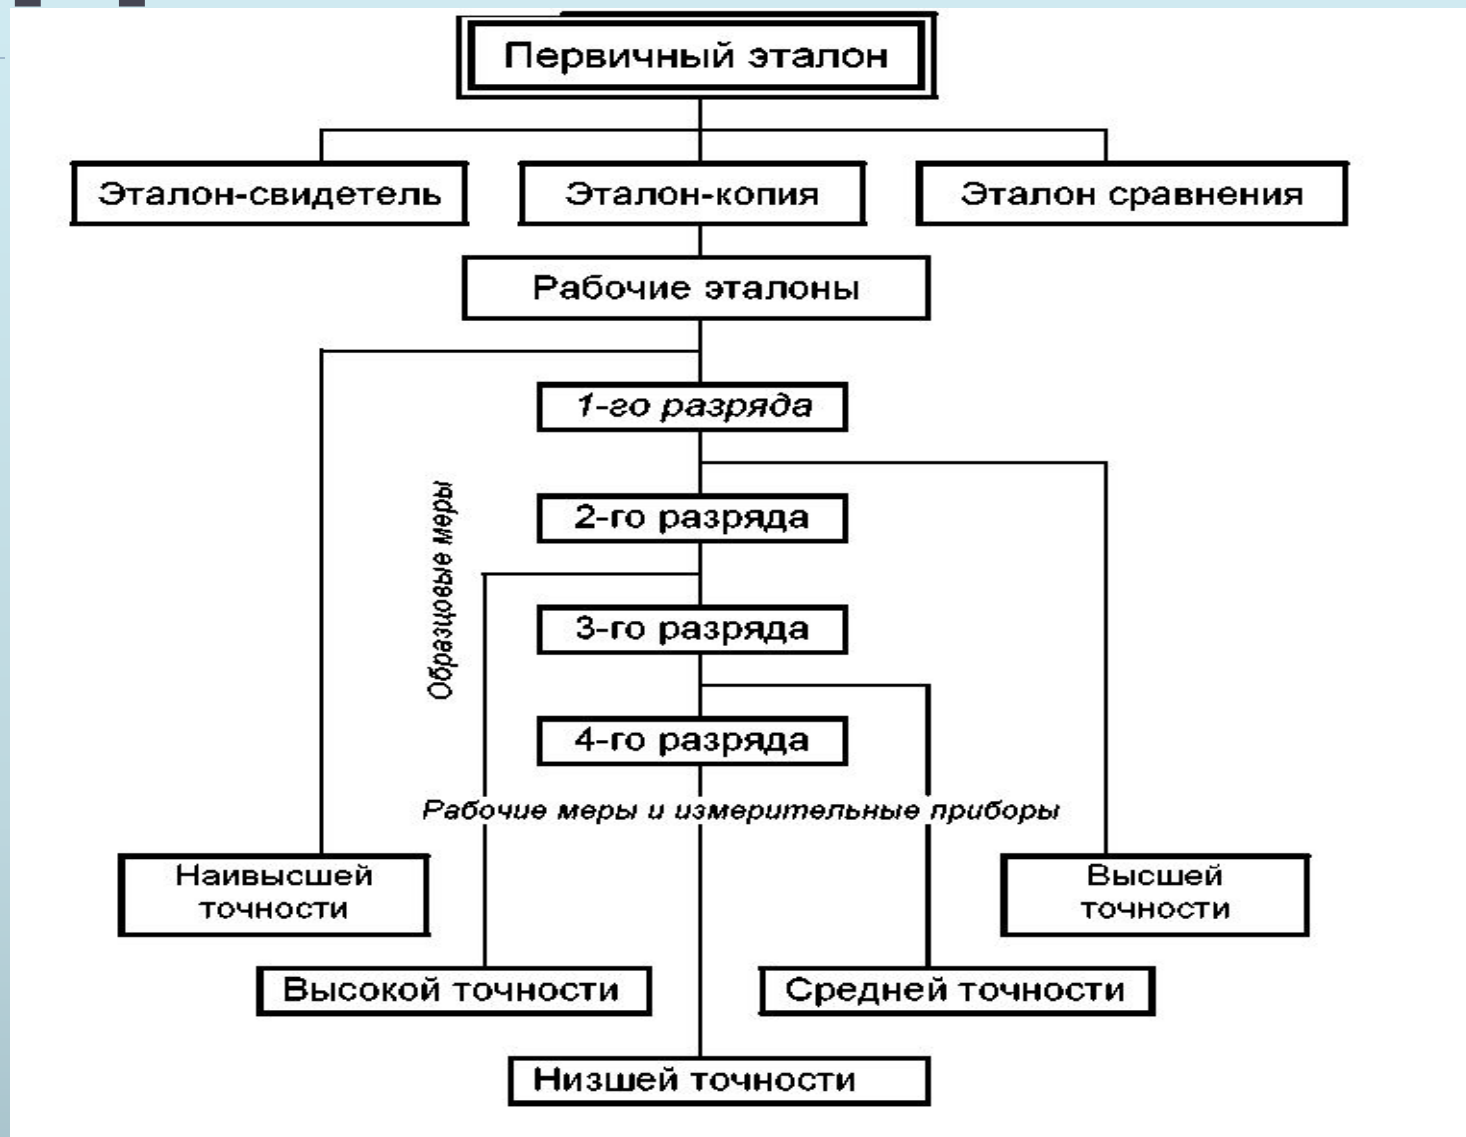 Первичный эталон
Эталон-свидетель
Эталон-копия
Эталон сравнения
Рабочие эталоны
1-го разряда
2-го разряда
Образцовые меры
3-го разряда
4-го разряда
Рабочие меры и измерительные приборы
Наивысшей
точности
Высшей
точности
Высокой точности
Средней точности
Низшей точности